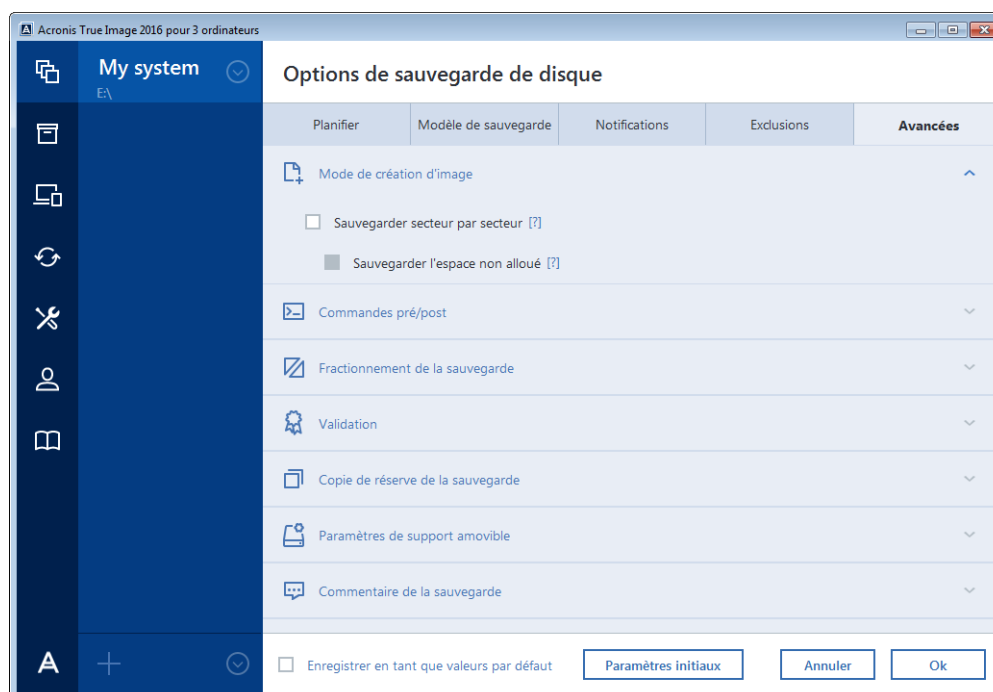 Acronis True Image 2016 pour 3 ordinateurs
My system
E:\
Options de sauvegarde de disque
Planifier
Modèle de sauvegarde
Notifications
Exclusions
Avancées
Mode de création d'image
Sauvegarder secteur par secteur [?]
Sauvegarder l'espace non alloué [?]
Commandes pré/post
Fractionnement de la sauvegarde
Validation
Copie de réserve de la sauvegarde
Paramètres de support amovible
Commentaire de la sauvegarde
Enregistrer en tant que valeurs par défaut
Paramètres initiaux
Annuler
Ok